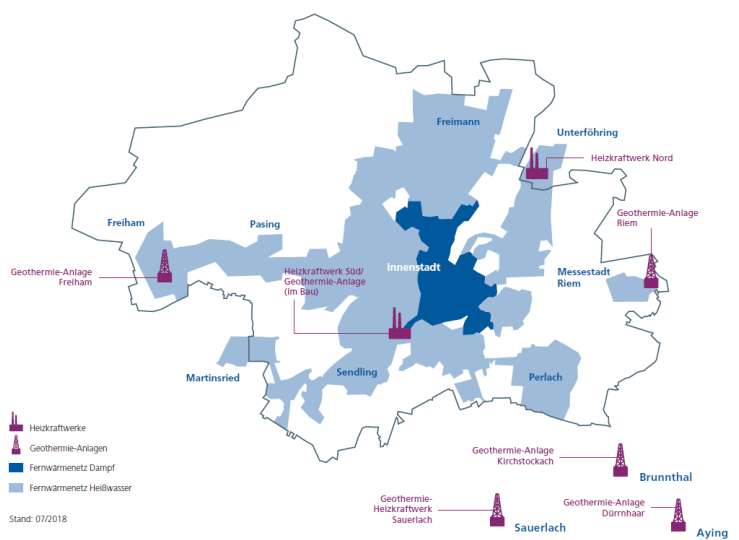 Freimann
Unterföhring
Heizkraftwerk Nord
Geothermie-Anlage
Riem
Freiham
Pasing
Geothermie-Anlage
Freiham
Heizkraftwerk Süd/
Geothermie-Anlage
(im Bau)
Innenstadt
Messestadt
Riem
Martinsried
Sendling
Perlach
Heizkraftwerke
Geothermie-Anlagen
Fernwärmenetz Dampf
Fernwärmenetz Heißwasser
Stand: 07/2018
Geothermie-Anlage
Kirchstockach
Brunnthal
Geothermie-
Heizkraftwerk
Sauerlach
Sauerlach
Geothermie-Anlage
Dürrnhaar
Aying